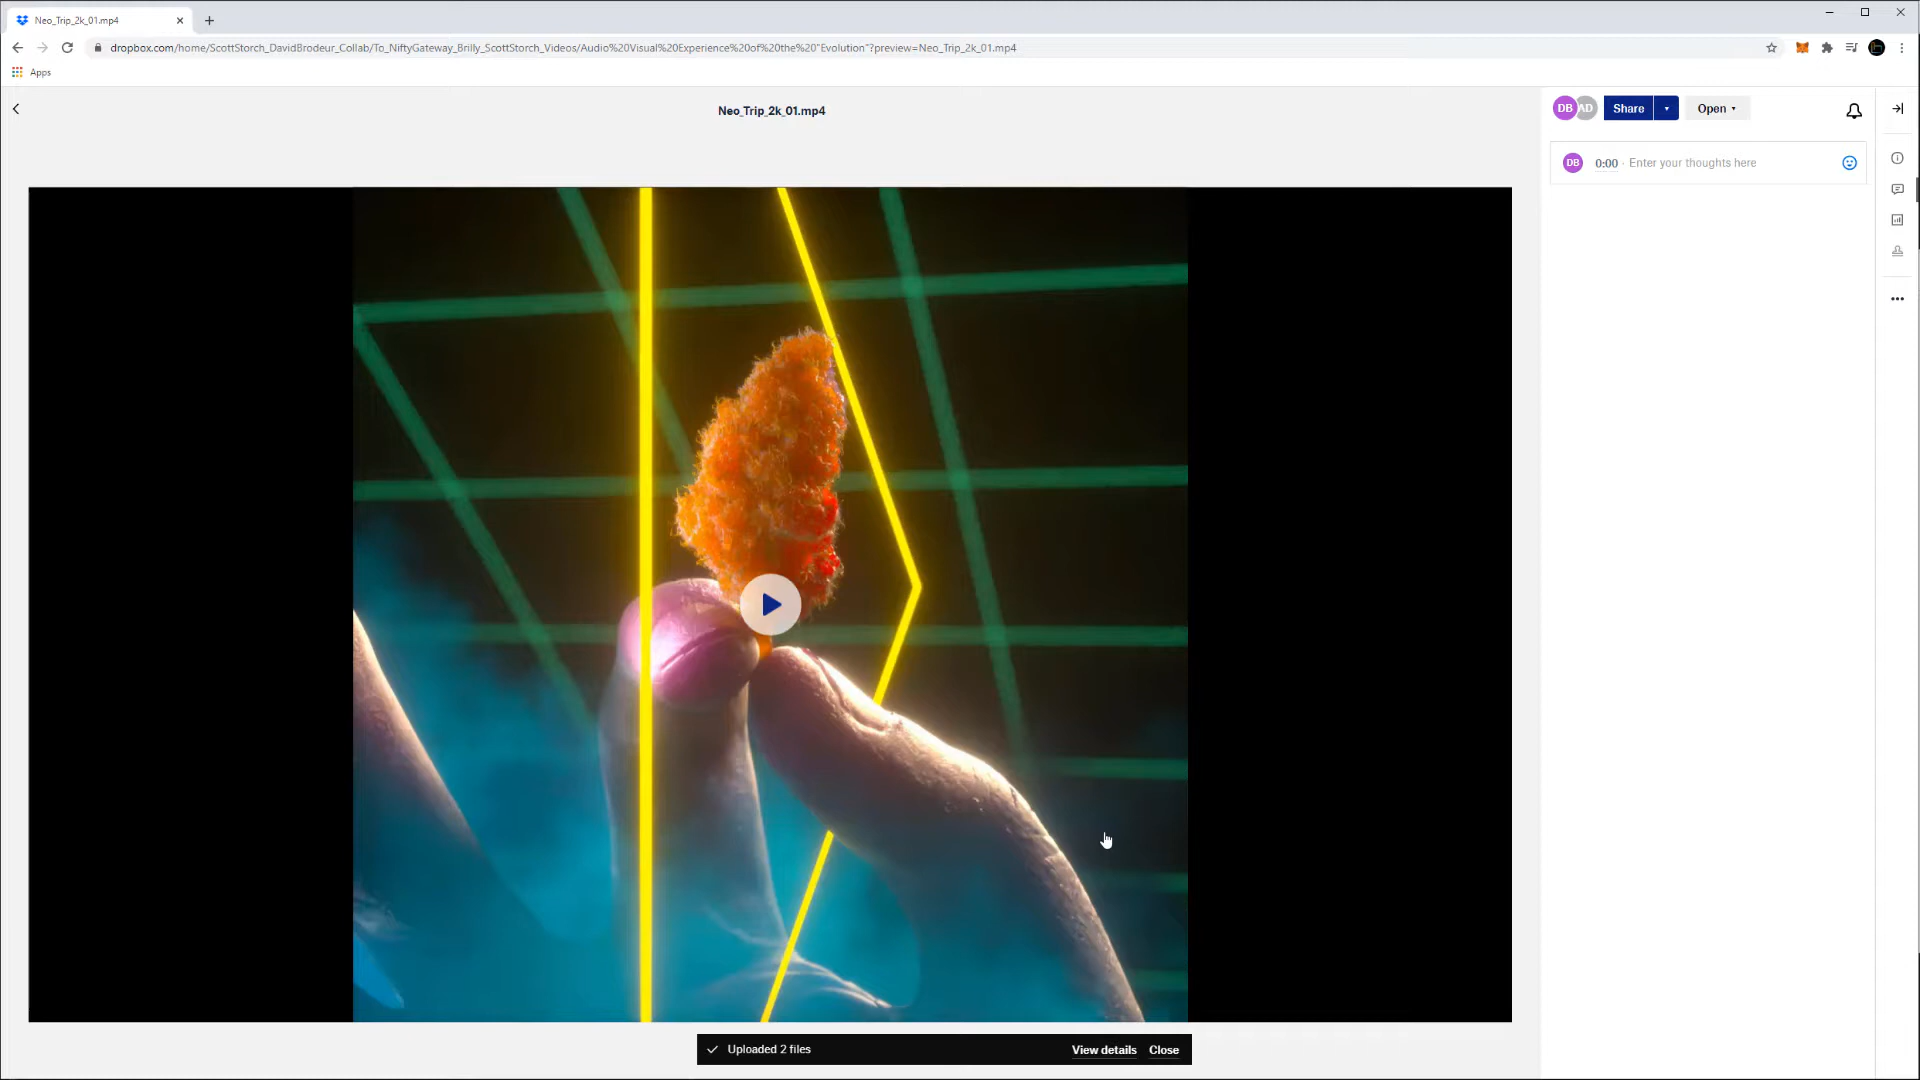 Neo_Trip_2k_01.mp4
dropbox.com/home/ScottStorch_DavidBrodeur_Collab/To_NiftyGateway_Brilly_ScottStorch_Videos/Audio%20Visual%20Experience%20of%20the%20"Evolution"?preview=Neo_Trip_2k_01.mp4
Apps
Neo_Trip_2k_01.mp4
DB AD Share Open
DB 0:00 · Enter your thoughts here
Uploaded 2 files View details Close